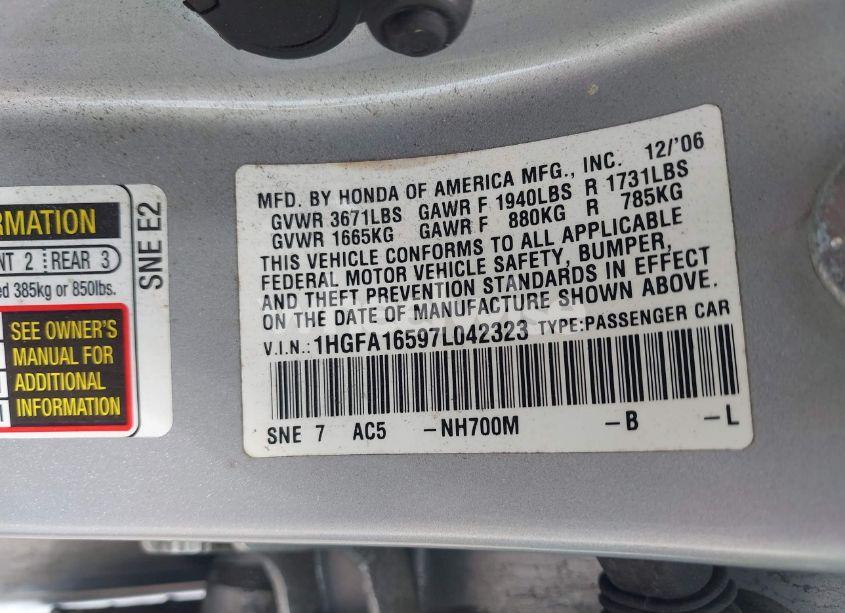 RMATION
NT 2 REAR 3
ed 385kg or 850lbs.
SEE OWNER'S
MANUAL FOR
ADDITIONAL
INFORMATION
SNE E2
MFD. BY HONDA OF AMERICA MFG., INC. 12/'06
GVWR 3671LBS GAWR F 1940LBS R 1731LBS
GVWR 1665KG GAWR F 880KG R 785KG
THIS VEHICLE CONFORMS TO ALL APPLICABLE
FEDERAL MOTOR VEHICLE SAFETY, BUMPER,
AND THEFT PREVENTION STANDARDS IN EFFECT
ON THE DATE OF MANUFACTURE SHOWN ABOVE.
V.I.N.: 1HGFA16597L042323 TYPE:PASSENGER CAR
SNE 7 AC5 -NH700M -B -L